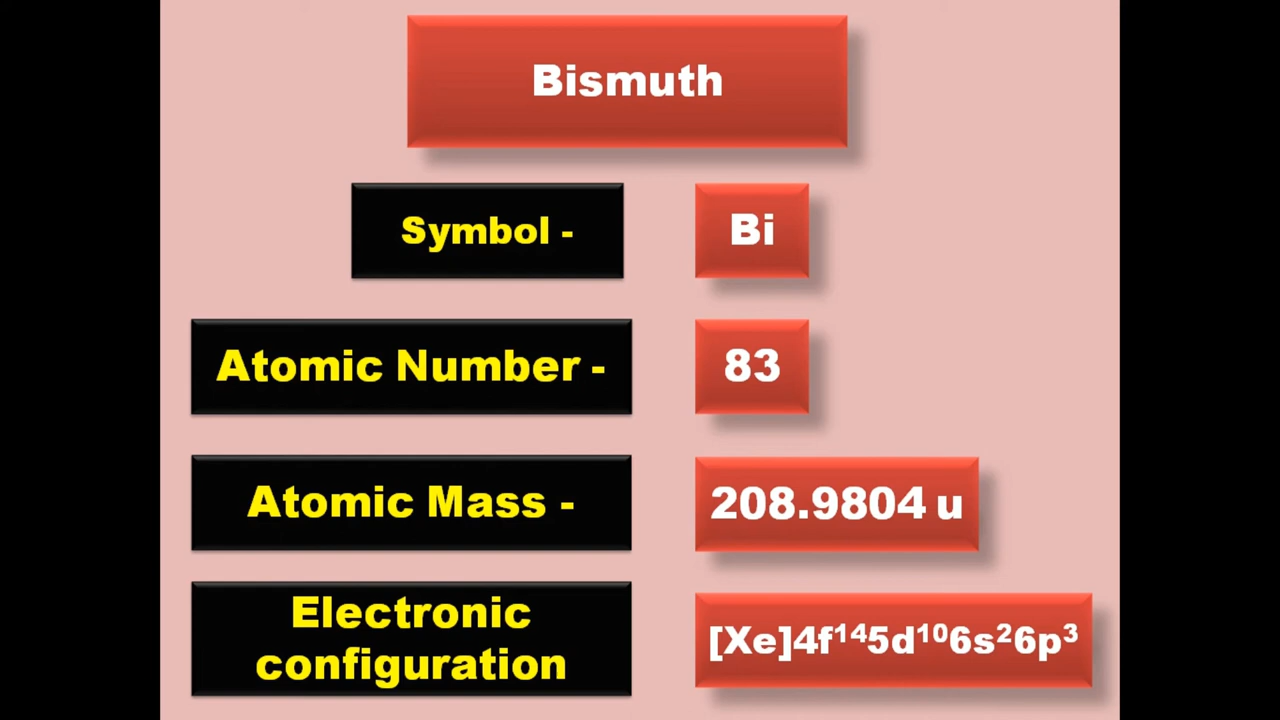 Bismuth
Symbol - Bi
Atomic Number - 83
Atomic Mass - 208.9804 u
Electronic
configuration [Xe]4f¹⁴5d¹⁰6s²6p³